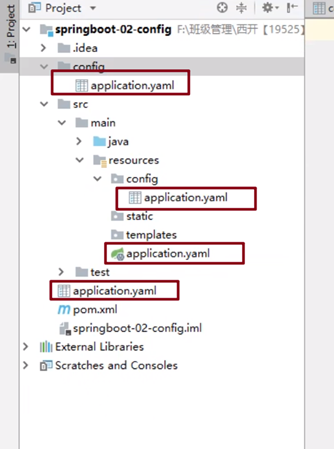 Project
1: Project
springboot-02-config F:\班级管理\西开【19525】
.idea
config
application.yaml
src
main
java
resources
config
application.yaml
static
templates
application.yaml
test
application.yaml
pom.xml
springboot-02-config.iml
External Libraries
Scratches and Consoles